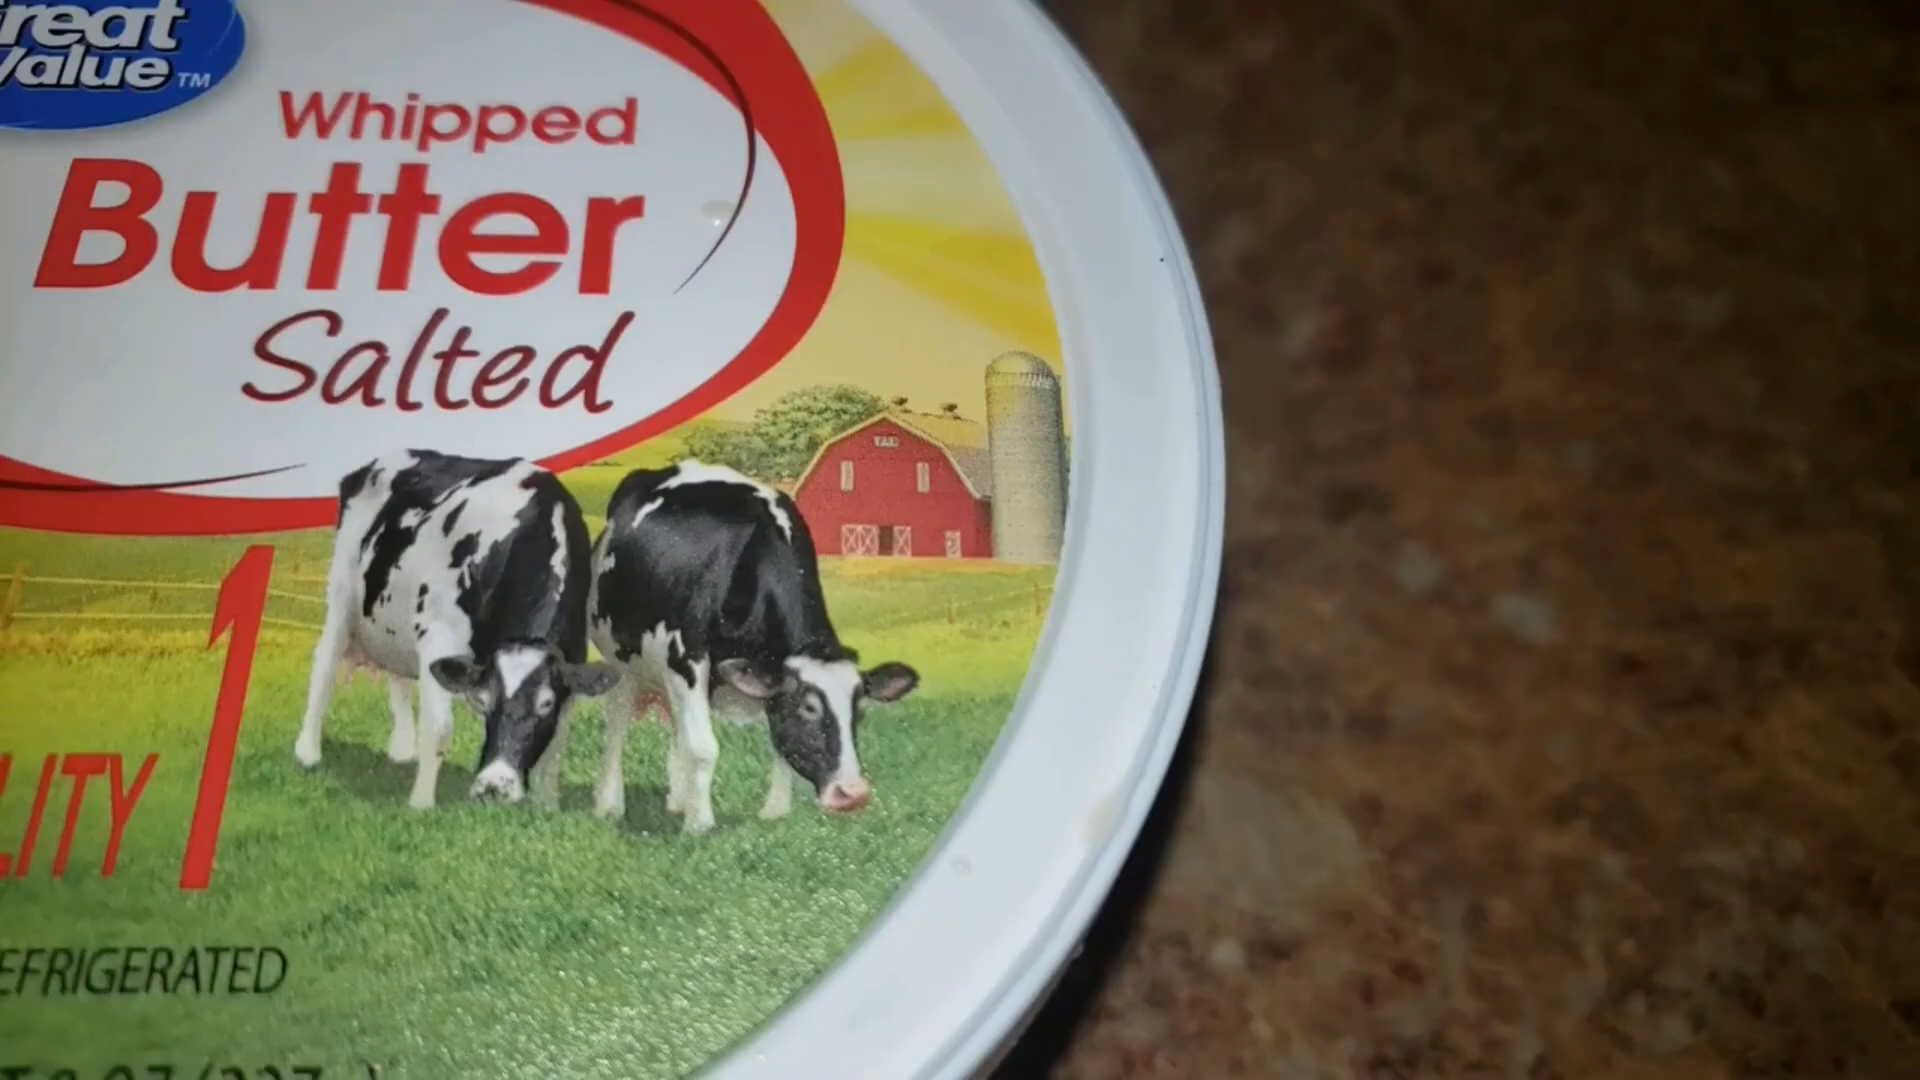 Great
Value™
Whipped
Butter
Salted
LITY 1
EFRIGERATED